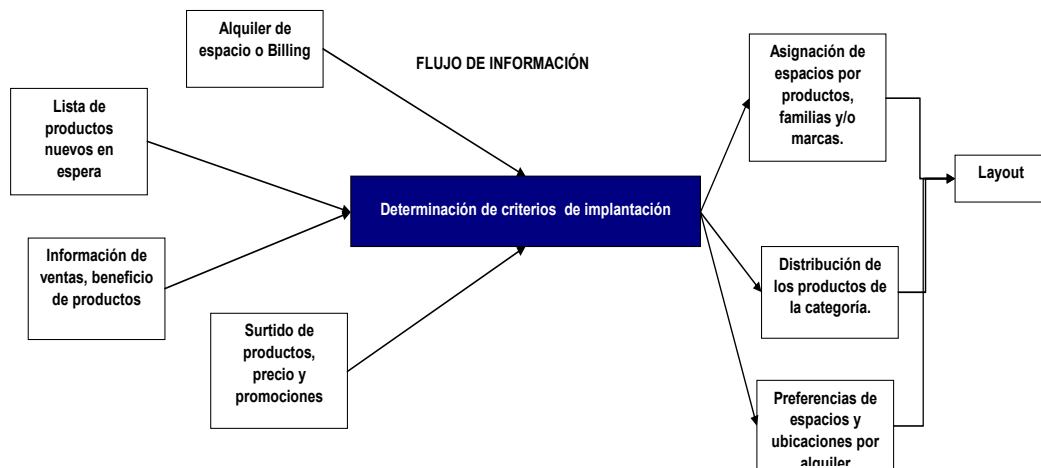 Alquiler de
espacio o Billing
FLUJO DE INFORMACIÓN
Lista de
productos
nuevos en
espera
Información de
ventas, beneficio
de productos
Surtido de
productos,
precio y
promociones
Determinación de criterios de implantación
Asignación de
espacios por
productos,
familias y/o
marcas.
Distribución de
los productos de
la categoría.
Preferencias de
espacios y
ubicaciones por
alquiler
Layout